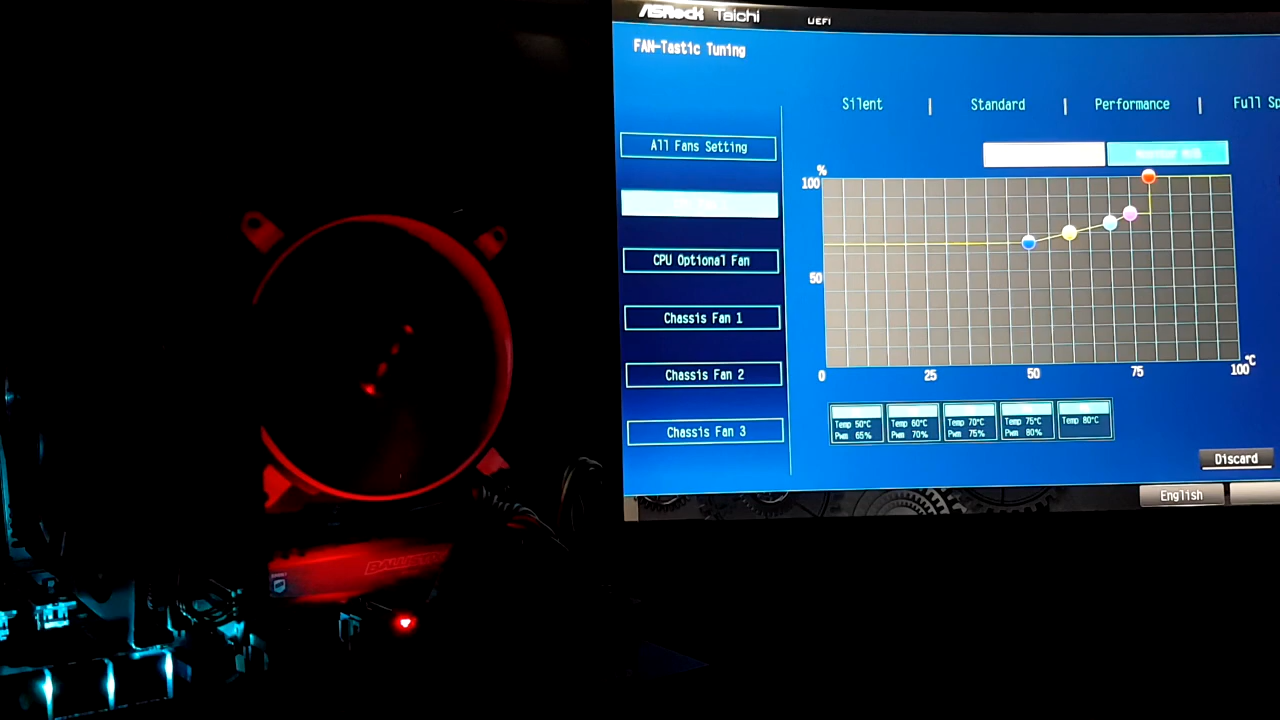 ASRock Taichi UEFI
FAN-Tastic Tuning
Silent | Standard | Performance | Full
All Fans Setting
CPU Optional Fan
Chassis Fan 1
Chassis Fan 2
Chassis Fan 3
%
100
50
0 25 50 75 100 °C
Temp 50°C Temp 60°C Temp 70°C Temp 75°C Temp 80°C
Pwm 65% Pwm 70% Pwm 75% Pwm 80%
Discard
English
BALLISTIX